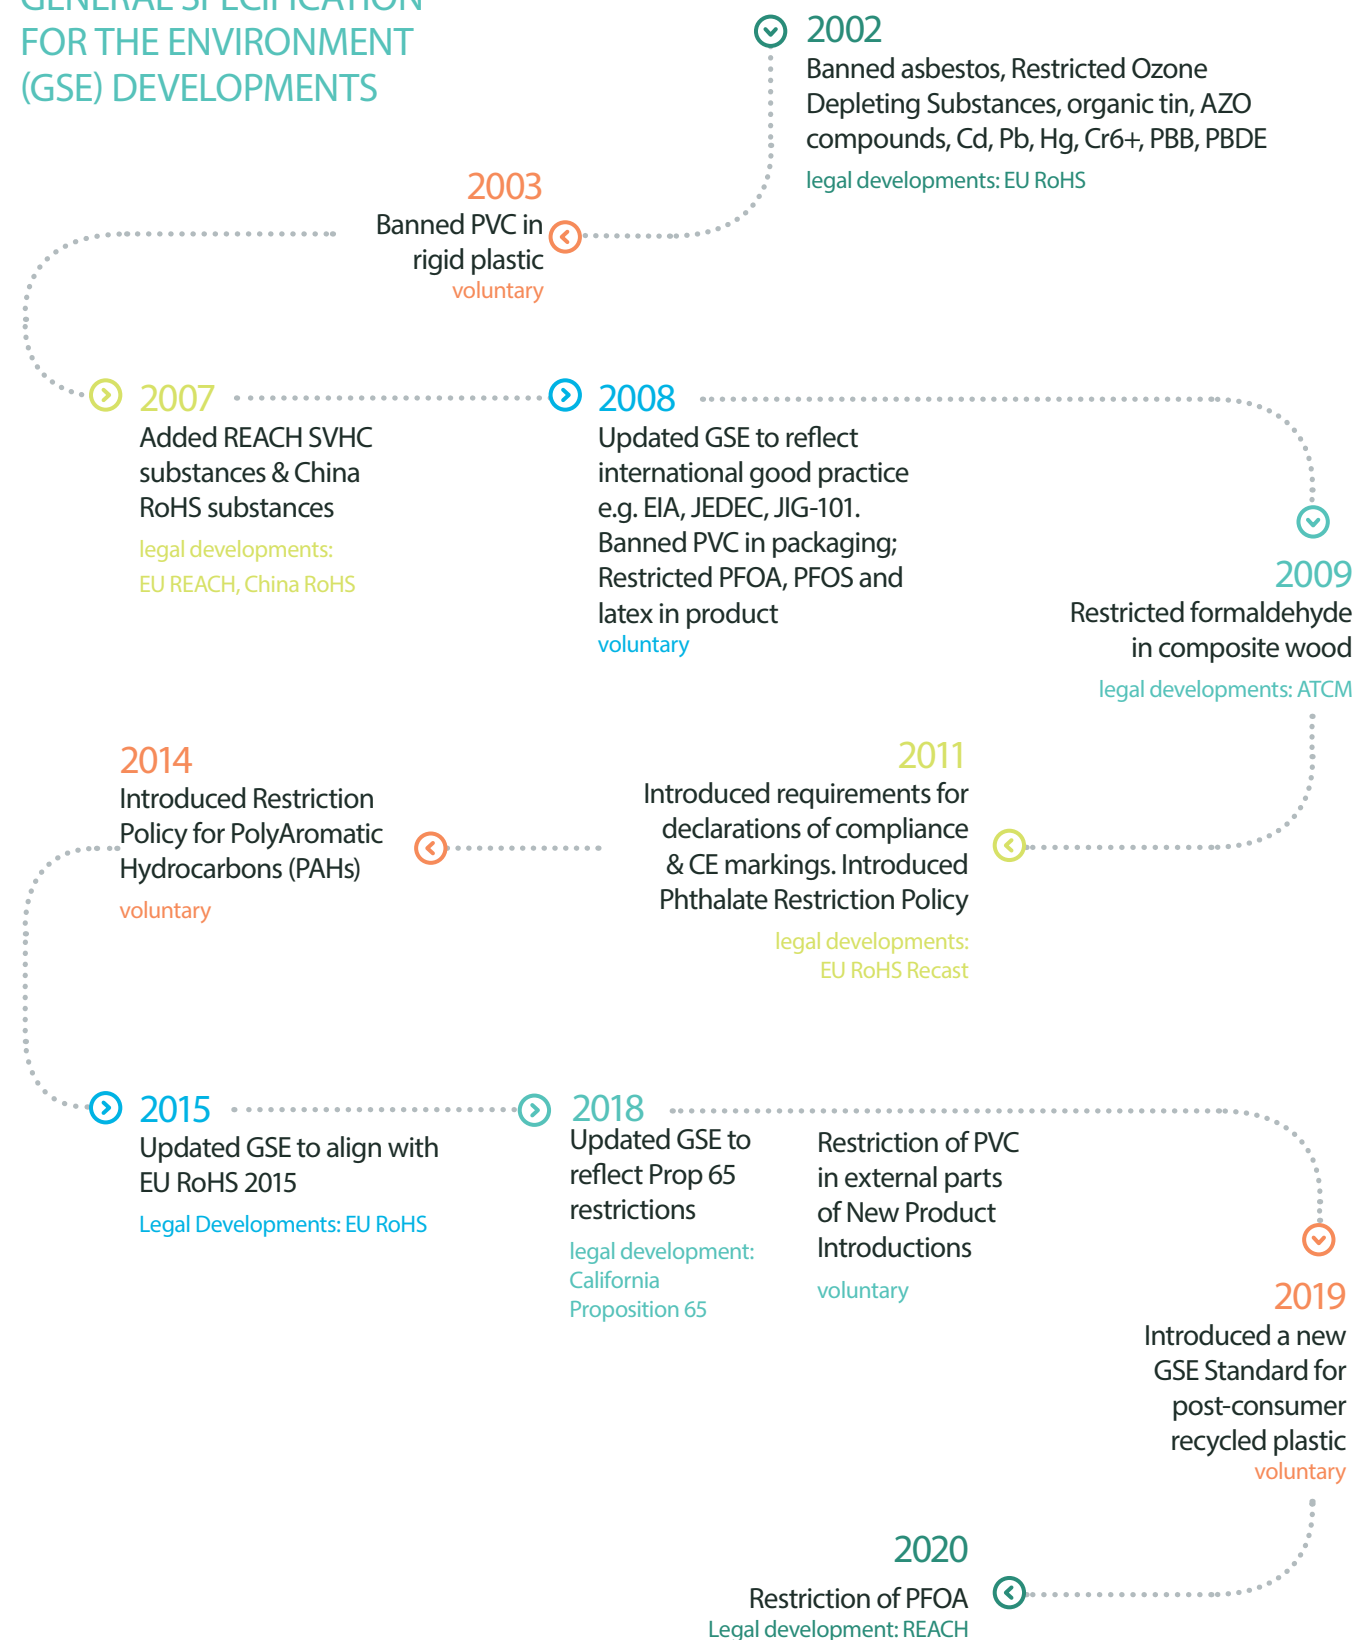 GENERAL SPECIFICATION
FOR THE ENVIRONMENT
(GSE) DEVELOPMENTS
2002
Banned asbestos, Restricted Ozone
Depleting Substances, organic tin, AZO
compounds, Cd, Pb, Hg, Cr6+, PBB, PBDE
legal developments: EU RoHS
2003
Banned PVC in
rigid plastic
voluntary
2007
Added REACH SVHC
substances & China
RoHS substances
legal developments:
EU REACH, China RoHS
2008
Updated GSE to reflect
international good practice
e.g. EIA, JEDEC, JIG-101.
Banned PVC in packaging;
Restricted PFOA, PFOS and
latex in product
voluntary
2009
Restricted formaldehyde
in composite wood
legal developments: ATCM
2011
Introduced requirements for
declarations of compliance
& CE markings. Introduced
Phthalate Restriction Policy
legal developments:
EU RoHS Recast
2014
Introduced Restriction
Policy for PolyAromatic
Hydrocarbons (PAHs)
voluntary
2015
Updated GSE to align with
EU RoHS 2015
Legal Developments: EU RoHS
2018
Updated GSE to
reflect Prop 65
restrictions
legal development:
California
Proposition 65
Restriction of PVC
in external parts
of New Product
Introductions
voluntary
2019
Introduced a new
GSE Standard for
post-consumer
recycled plastic
voluntary
2020
Restriction of PFOA
Legal development: REACH